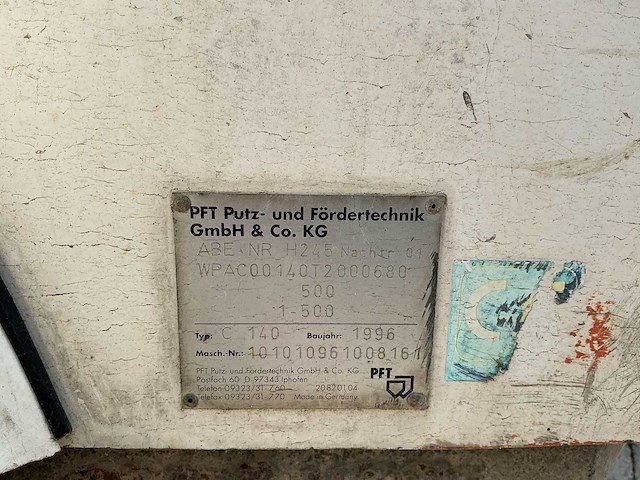 PFT Putz- und Fördertechnik
GmbH & Co. KG
ABE-NR H245 Nachtr 01
WPAC00140T2000680
500
1-500
Typ: C 140 Baujahr: 1996
Masch.-Nr.: 101010961008161
PFT Putz- und Fördertechnik GmbH & Co. KG
Postfach 60 D-97343 Iphofen
Telefon 09323/31-760 20820104
Telefax 09323/31 770 Made in Germany
PFT